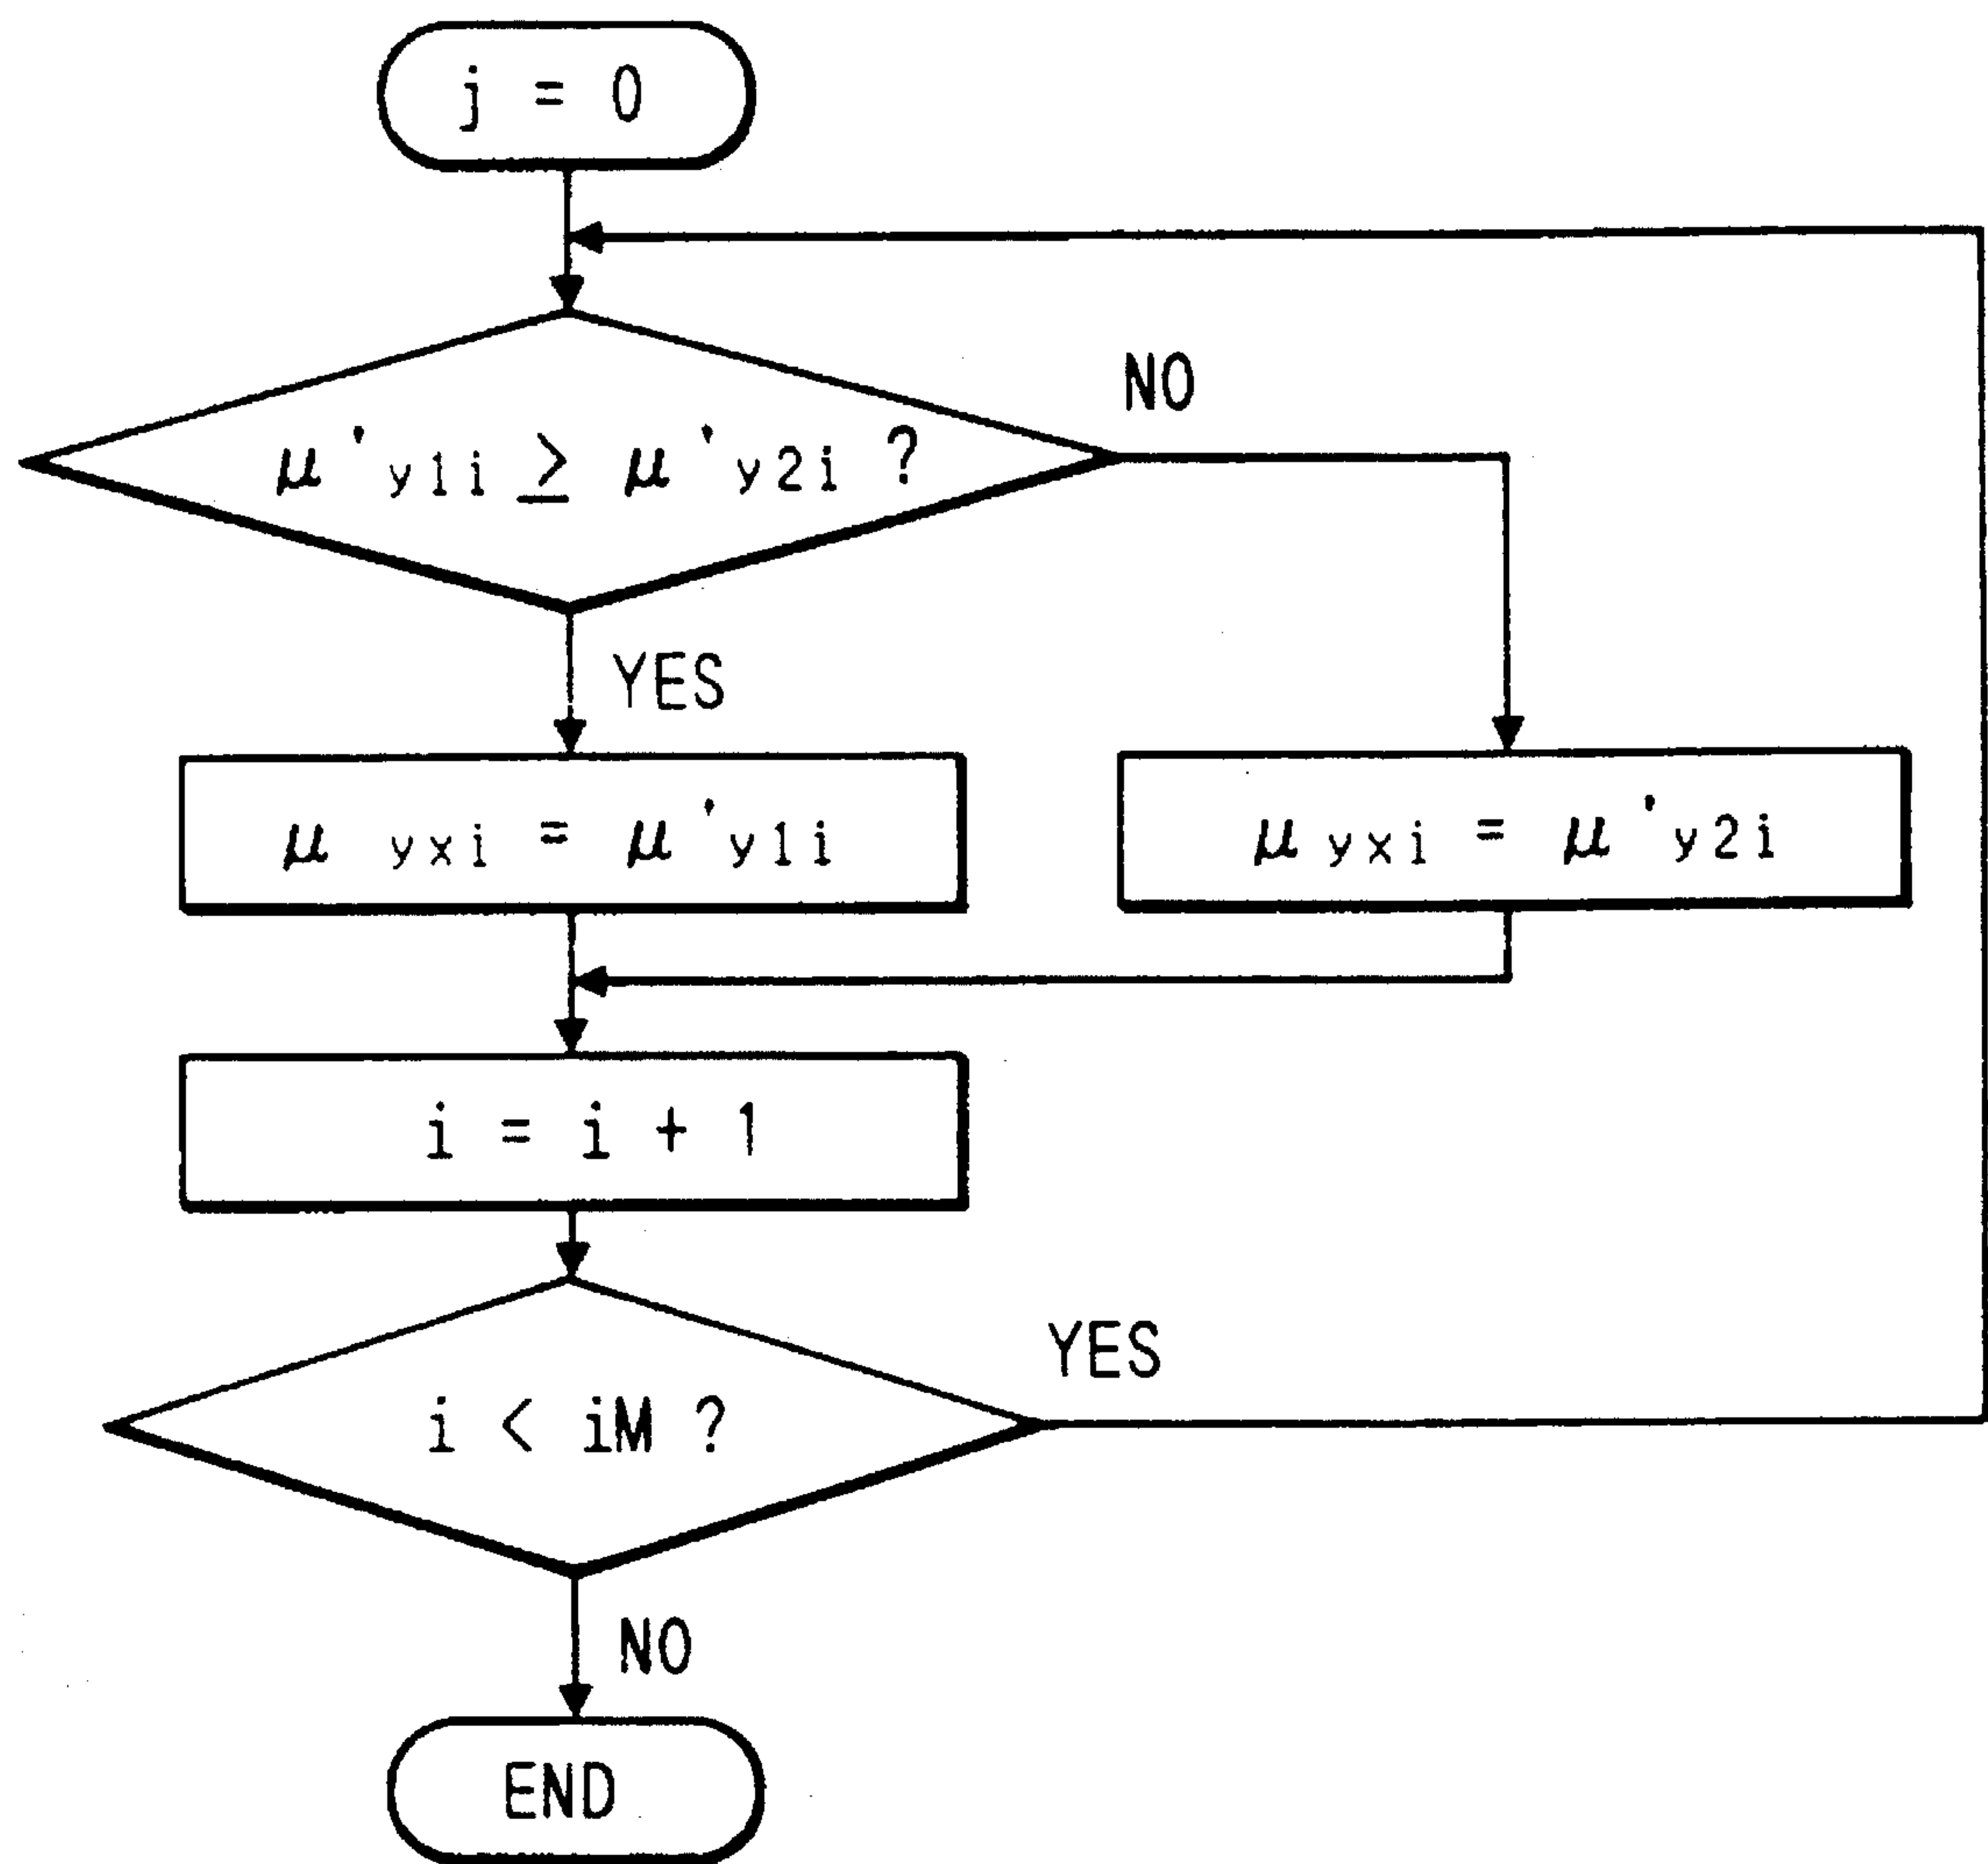 j = 0
NO
μ'y1i ≥ μ'y2i ?
YES
μ yxi = μ'y1i
μ yxi = μ'y2i
i = i + 1
YES
i < iM ?
NO
END